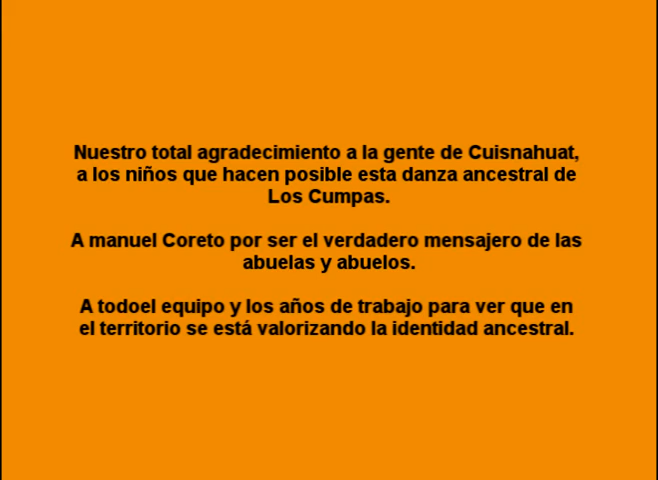 Nuestro total agradecimiento a la gente de Cuisnahuat,
a los niños que hacen posible esta danza ancestral de
Los Cumpas.
A manuel Coreto por ser el verdadero mensajero de las
abuelas y abuelos.
A todoel equipo y los años de trabajo para ver que en
el territorio se está valorizando la identidad ancestral.